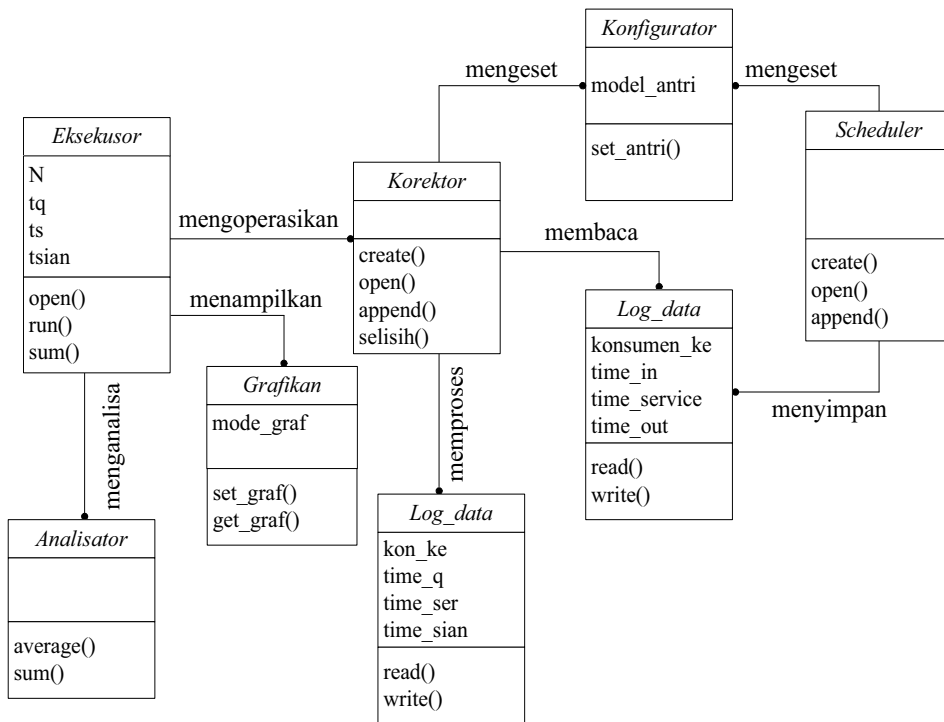 Konfigurator
model_antri
set_antri()
mengeset
mengeset
Eksekusor
N
tq
ts
tsian
open()
run()
sum()
Scheduler
create()
open()
append()
Korektor
create()
open()
append()
selisih()
mengoperasikan
membaca
menampilkan
Log_data
konsumen_ke
time_in
time_service
time_out
read()
write()
menyimpan
Grafikan
mode_graf
set_graf()
get_graf()
menganalisa
memproses
Log_data
kon_ke
time_q
time_ser
time_sian
read()
write()
Analisator
average()
sum()